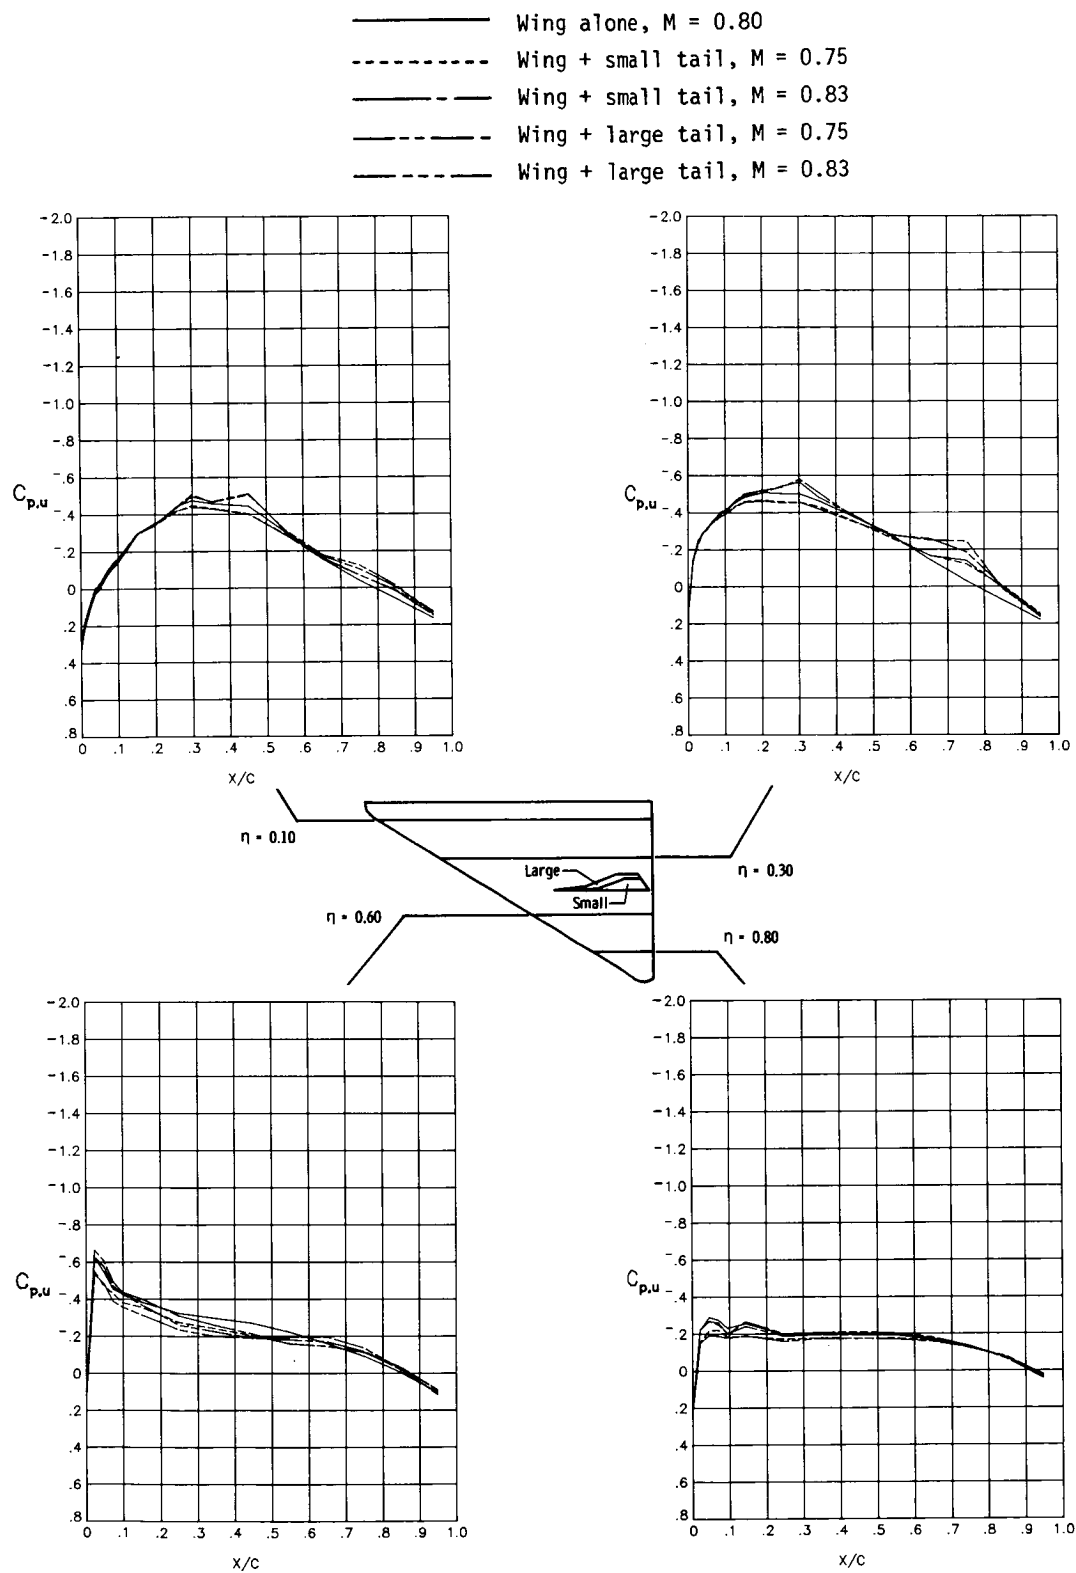 Wing alone, M = 0.80
Wing + small tail, M = 0.75
Wing + small tail, M = 0.83
Wing + large tail, M = 0.75
Wing + large tail, M = 0.83
-2.0
-1.8
-1.6
-1.4
-1.2
-1.0
-.8
-.6
Cp,u
-.4
-.2
0
.2
.4
.6
.8
0 .1 .2 .3 .4 .5 .6 .7 .8 .9 1.0
x/c
-2.0
-1.8
-1.6
-1.4
-1.2
-1.0
-.8
-.6
Cp,u
-.4
-.2
0
.2
.4
.6
.8
0 .1 .2 .3 .4 .5 .6 .7 .8 .9 1.0
x/c
η = 0.10
η = 0.30
Large
Small
η = 0.60
η = 0.80
-2.0
-1.8
-1.6
-1.4
-1.2
-1.0
-.8
-.6
Cp,u
-.4
-.2
0
.2
.4
.6
.8
0 .1 .2 .3 .4 .5 .6 .7 .8 .9 1.0
x/c
-2.0
-1.8
-1.6
-1.4
-1.2
-1.0
-.8
-.6
Cp,u
-.4
-.2
0
.2
.4
.6
.8
0 .1 .2 .3 .4 .5 .6 .7 .8 .9 1.0
x/c